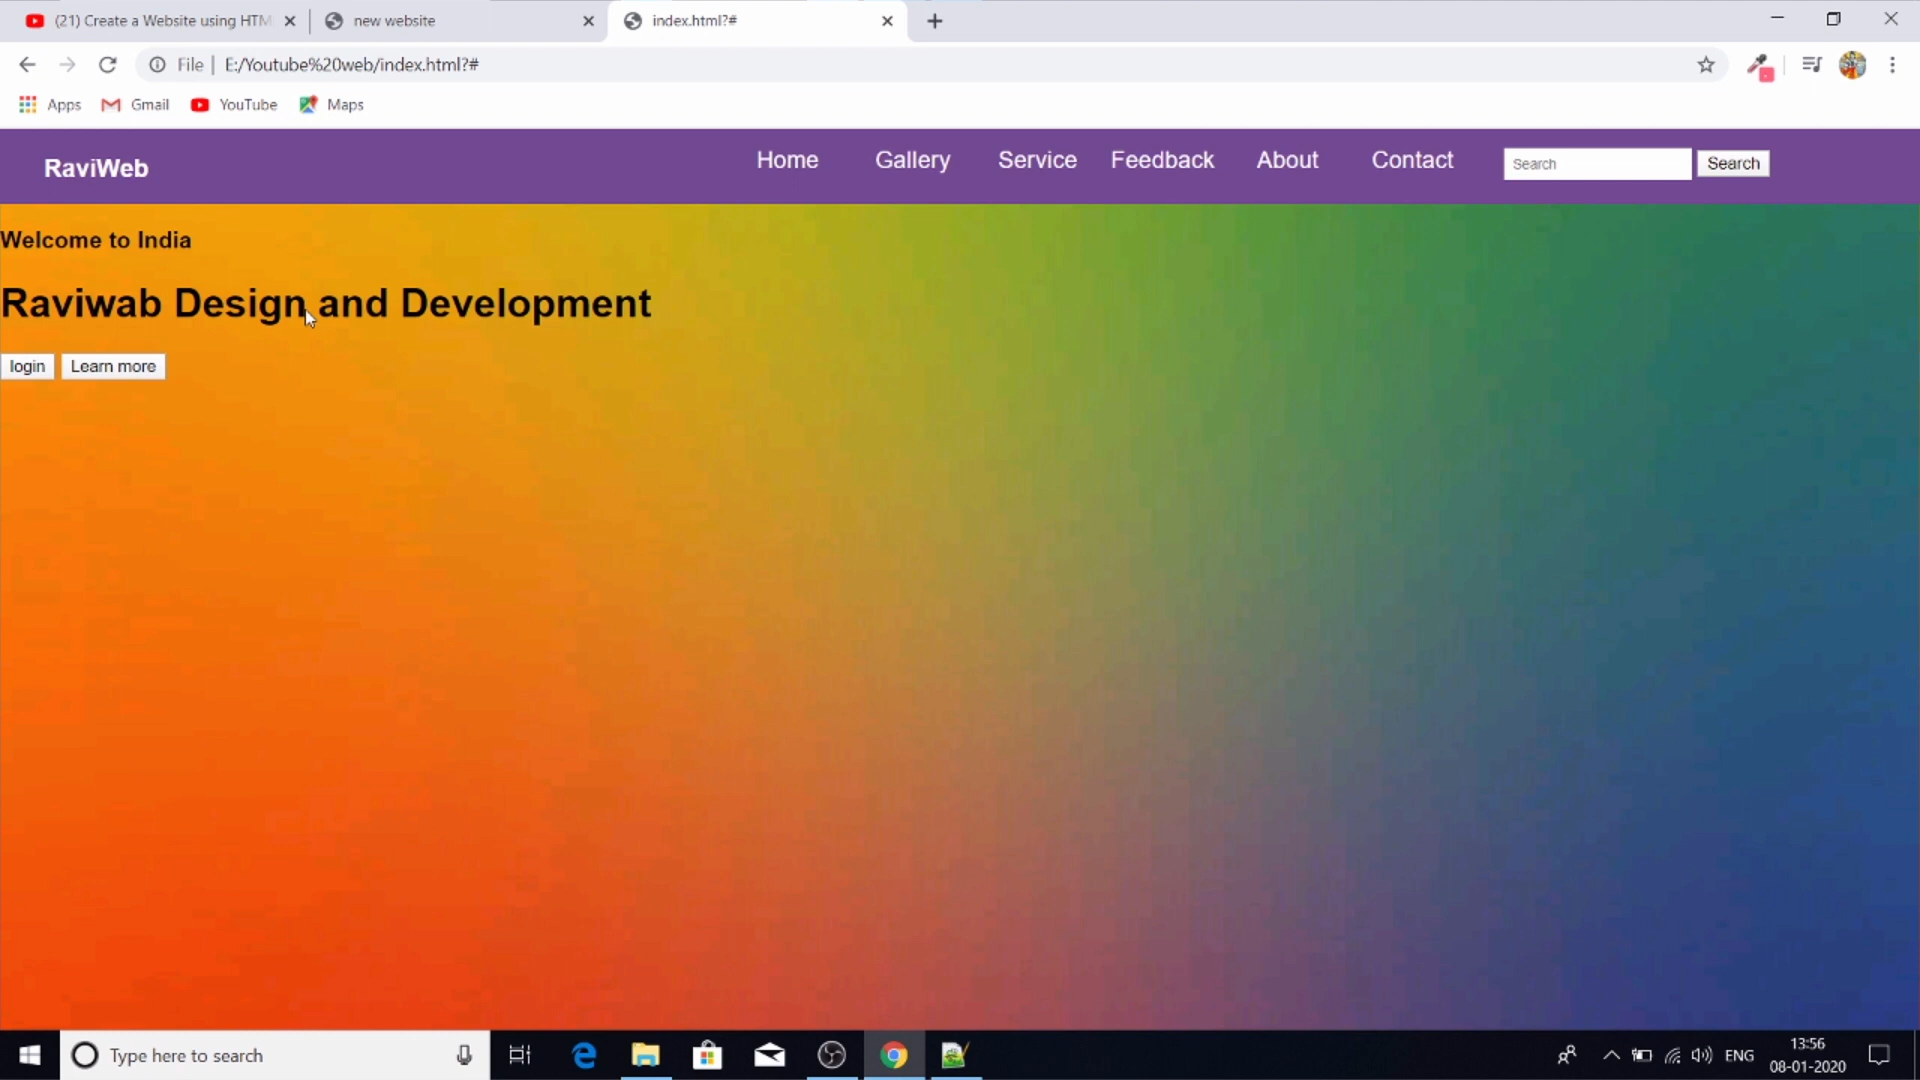 (21) Create a Website using HTM
new website
index.html?#
File | E:/Youtube%20web/index.html?#
Apps Gmail YouTube Maps
RaviWeb Home Gallery Service Feedback About Contact Search Search
Welcome to India
Raviwab Design and Development
login Learn more
Type here to search
ENG
13:56
08-01-2020